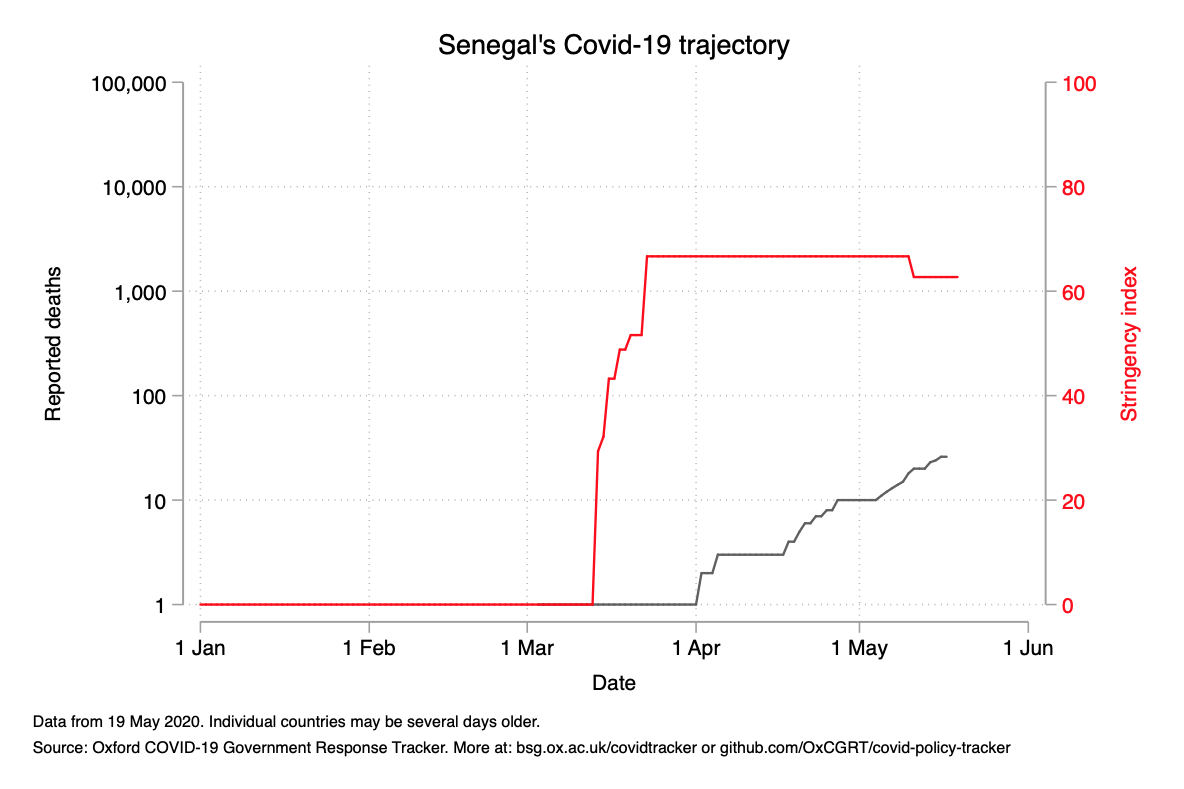 Senegal's Covid-19 trajectory
100,000
10,000
1,000
100
10
1
Reported deaths
100
80
60
40
20
0
Stringency index
1 Jan
1 Feb
1 Mar
1 Apr
1 May
1 Jun
Date
Data from 19 May 2020. Individual countries may be several days older.
Source: Oxford COVID-19 Government Response Tracker. More at: bsg.ox.ac.uk/covidtracker or github.com/OxCGRT/covid-policy-tracker